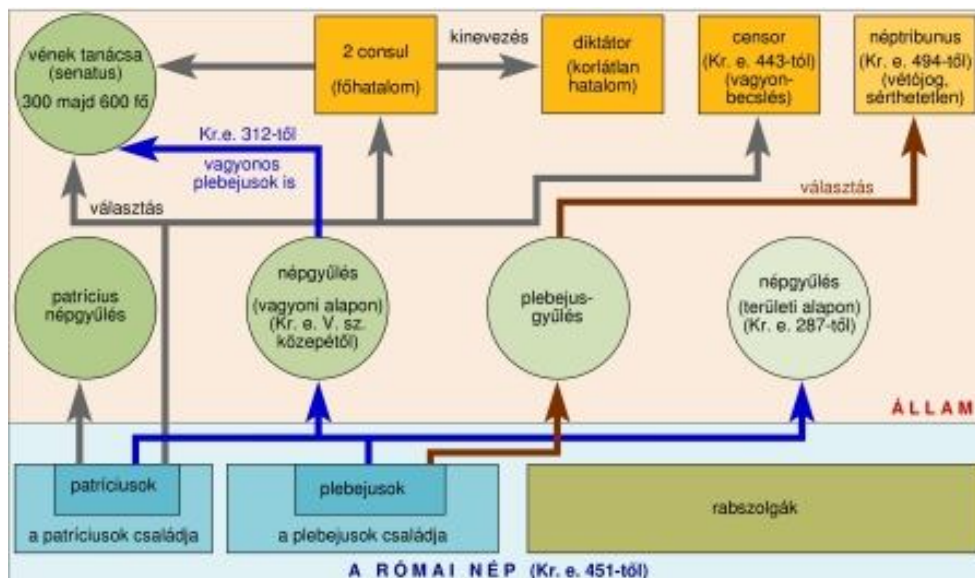 vének tanácsa
(senatus)
300 majd 600 fő
2 consul
(főhatalom)
kinevezés
diktátor
(korlátlan
hatalom)
censor
(Kr. e. 443-tól)
(vagyon-
becslés)
néptribunus
(Kr. e. 494-től)
(vétójog,
sérthetetlen)
Kr.e. 312-től
vagyonos
plebejusok is
választás
választás
patrícius
népgyűlés
népgyűlés
(vagyoni alapon)
(Kr. e. V. sz.
közepétől)
plebejus-
gyűlés
népgyűlés
(területi alapon)
(Kr. e. 287-től)
ÁLLAM
patríciusok
a patríciusok családja
plebejusok
a plebejusok családja
rabszolgák
A RÓMAI NÉP (Kr. e. 451-től)